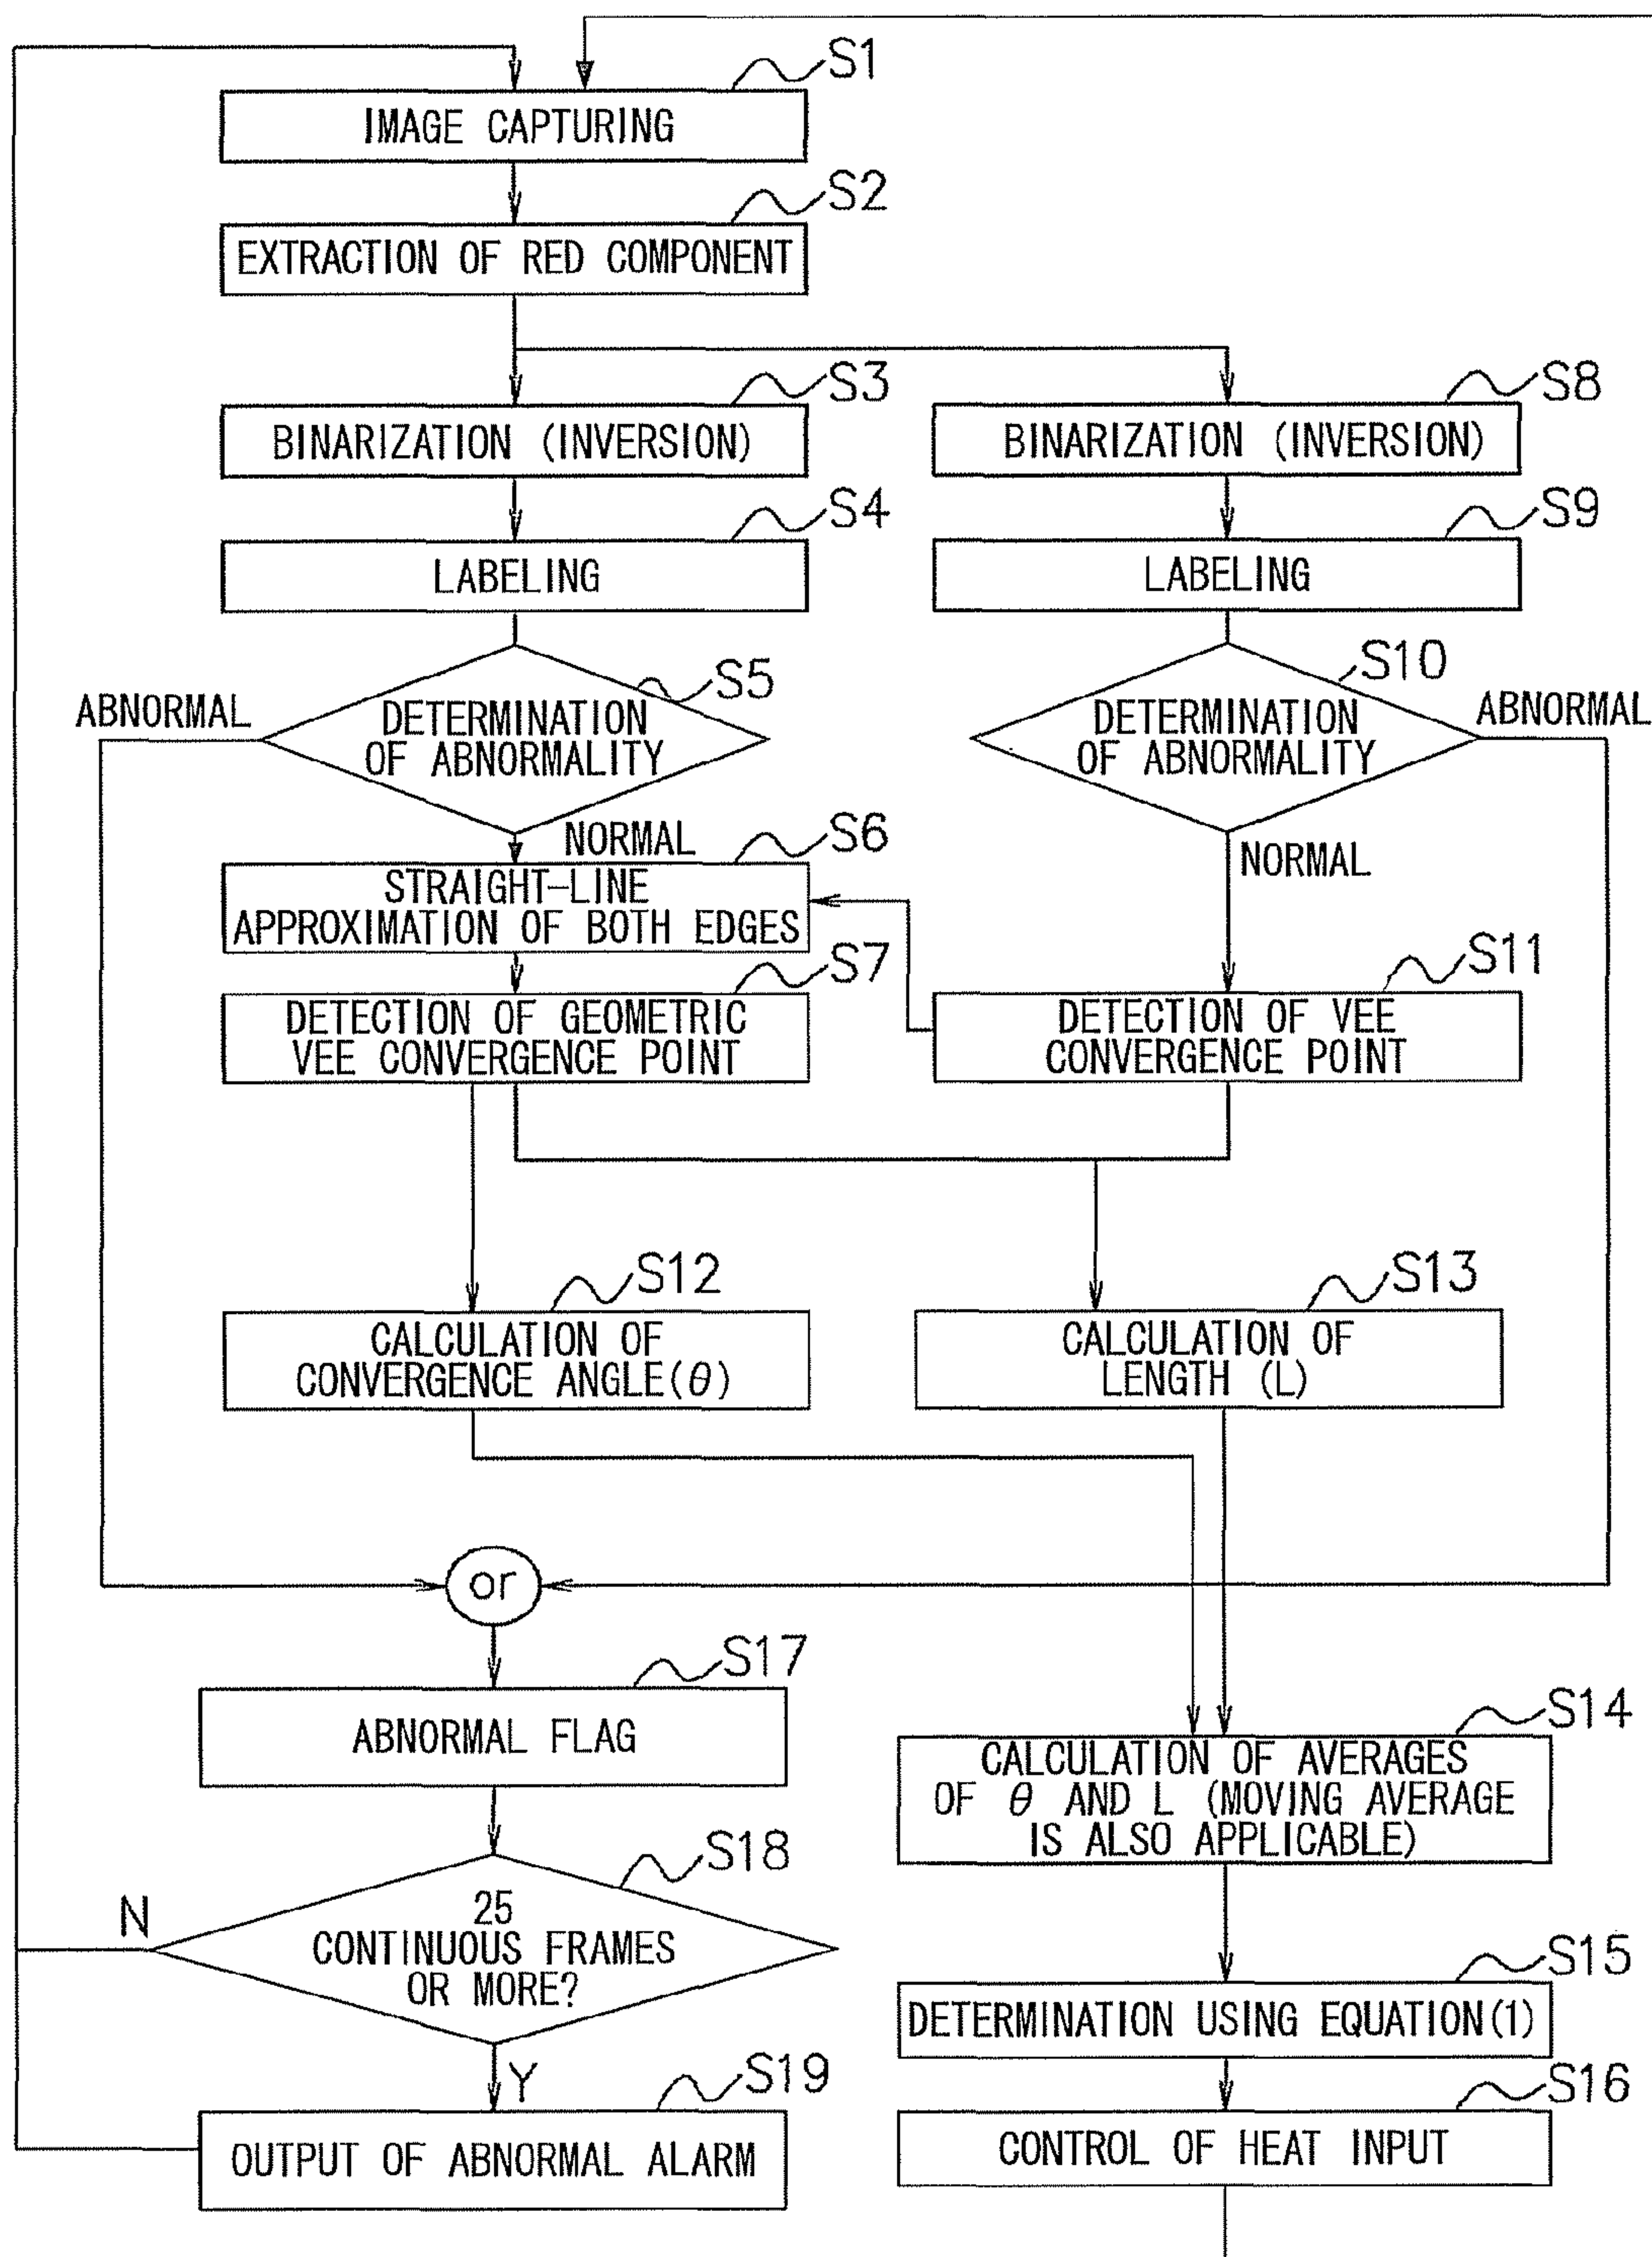 S1
IMAGE CAPTURING
S2
EXTRACTION OF RED COMPONENT
S3
BINARIZATION (INVERSION)
S8
BINARIZATION (INVERSION)
S4
LABELING
S9
LABELING
S5
ABNORMAL
DETERMINATION
OF ABNORMALITY
S10
DETERMINATION
OF ABNORMALITY
ABNORMAL
NORMAL
NORMAL
S6
STRAIGHT-LINE
APPROXIMATION OF BOTH EDGES
S7
DETECTION OF GEOMETRIC
VEE CONVERGENCE POINT
S11
DETECTION OF VEE
CONVERGENCE POINT
S12
CALCULATION OF
CONVERGENCE ANGLE(θ)
S13
CALCULATION OF
LENGTH (L)
or
S17
ABNORMAL FLAG
S14
CALCULATION OF AVERAGES
OF θ AND L (MOVING AVERAGE
IS ALSO APPLICABLE)
S18
N
25
CONTINUOUS FRAMES
OR MORE?
S15
DETERMINATION USING EQUATION(1)
Y
S19
OUTPUT OF ABNORMAL ALARM
S16
CONTROL OF HEAT INPUT